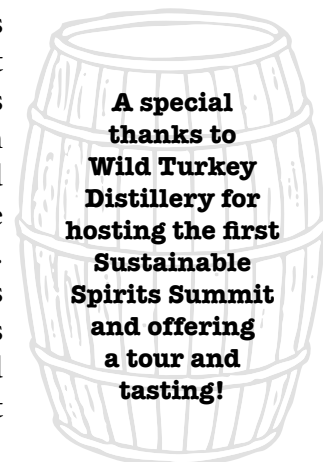 A special
thanks to
Wild Turkey
Distillery for
hosting the first
Sustainable
Spirits Summit
and offering
a tour and
tasting!